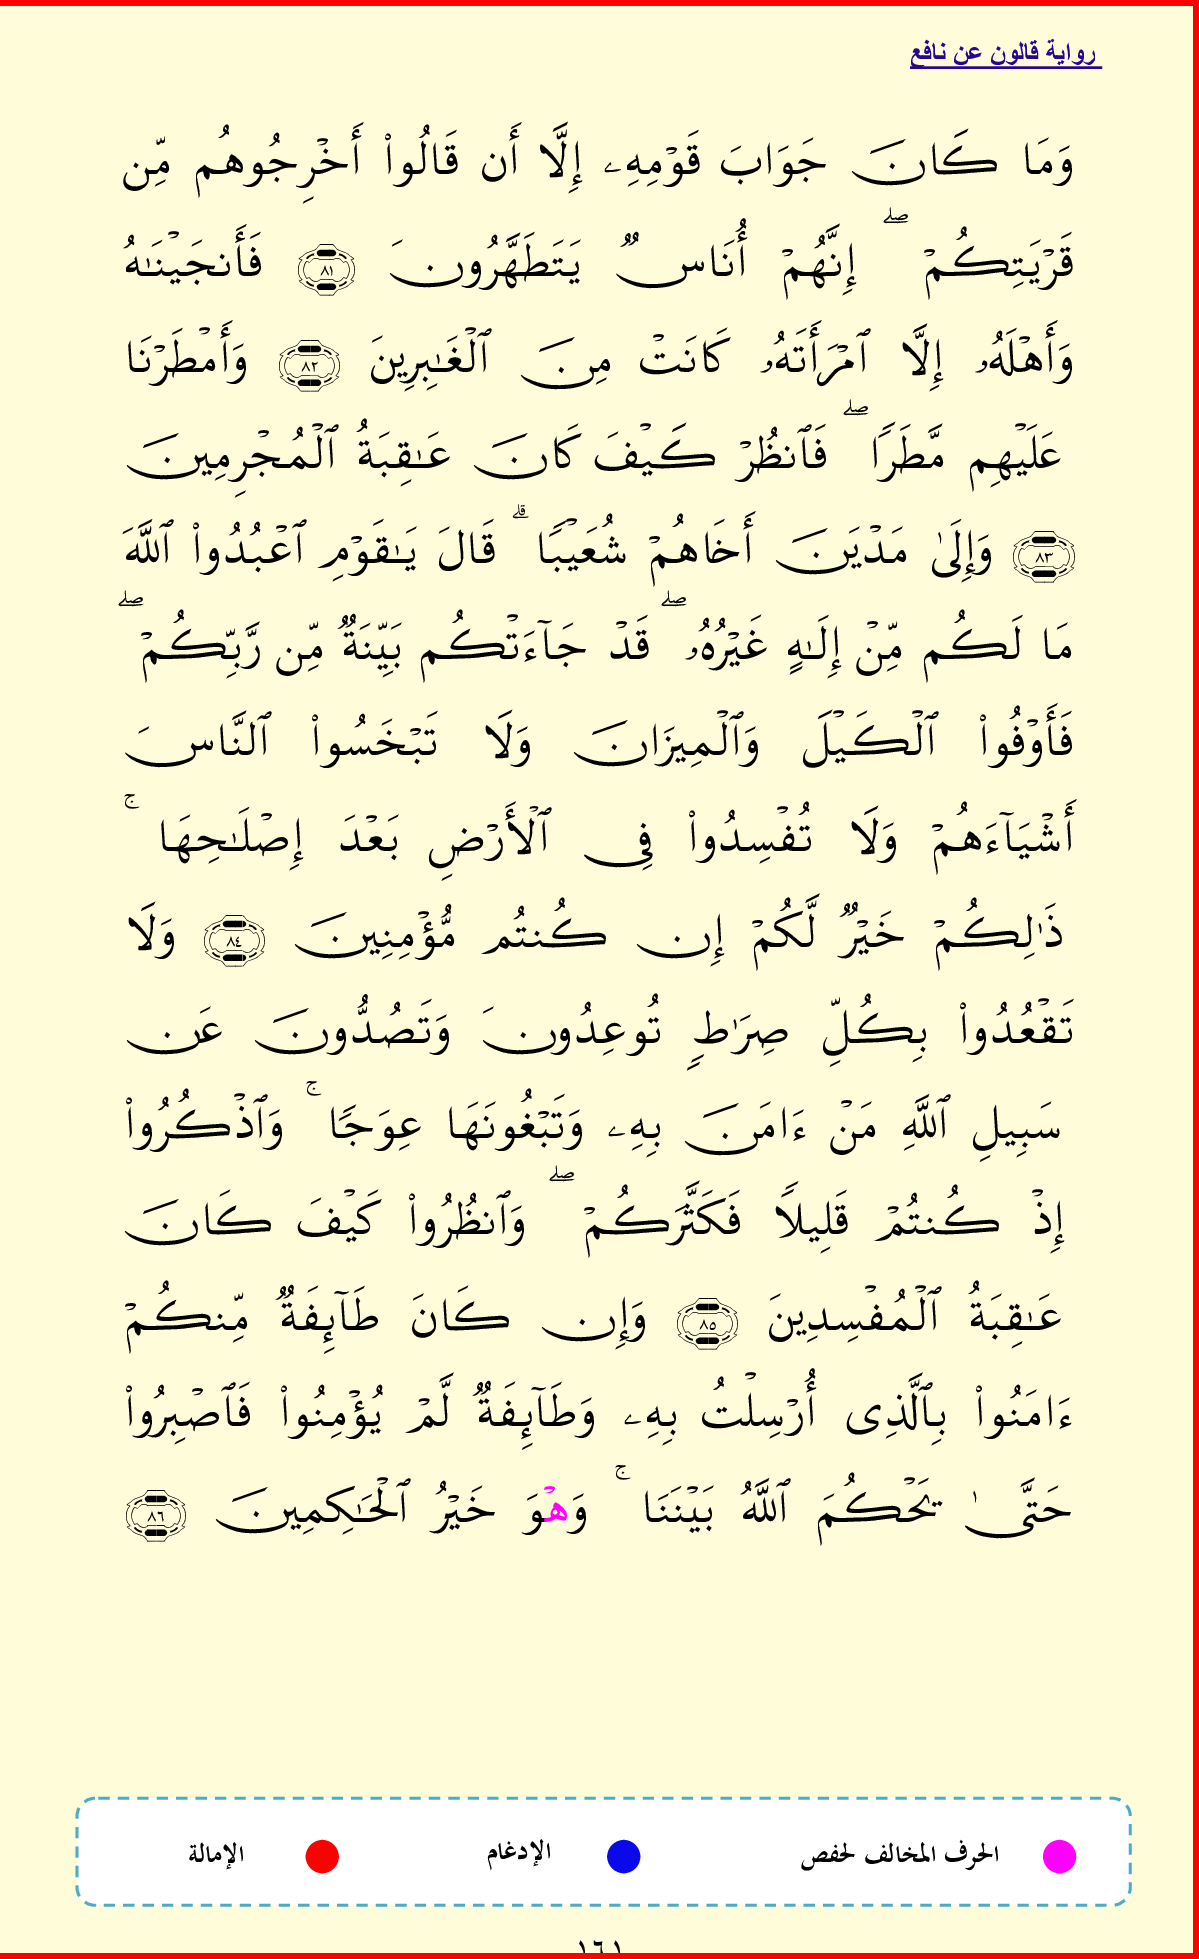 رواية قالون عن نافع
وَمَا كَانَ جَوَابَ قَوْمِهِۦ إِلَّا أَن قَالُوا۟ أَخْرِجُوهُم مِّن
قَرْيَتِكُمْ ۖ إِنَّهُمْ أُنَاسٌ يَتَطَهَّرُونَ ٨١ فَأَنجَيْنَـٰهُ
وَأَهْلَهُۥ إِلَّا ٱمْرَأَتَهُۥ كَانَتْ مِنَ ٱلْغَـٰبِرِينَ ٨٢ وَأَمْطَرْنَا
عَلَيْهِم مَّطَرًا ۖ فَٱنظُرْ كَيْفَ كَانَ عَـٰقِبَةُ ٱلْمُجْرِمِينَ
٨٣ وَإِلَىٰ مَدْيَنَ أَخَاهُمْ شُعَيْبًا ۗ قَالَ يَـٰقَوْمِ ٱعْبُدُوا۟ ٱللَّهَ
مَا لَكُم مِّنْ إِلَـٰهٍ غَيْرُهُۥ ۖ قَدْ جَآءَتْكُم بَيِّنَةٌ مِّن رَّبِّكُمْ ۖ
فَأَوْفُوا۟ ٱلْكَيْلَ وَٱلْمِيزَانَ وَلَا تَبْخَسُوا۟ ٱلنَّاسَ
أَشْيَآءَهُمْ وَلَا تُفْسِدُوا۟ فِى ٱلْأَرْضِ بَعْدَ إِصْلَـٰحِهَا ۚ
ذَٰلِكُمْ خَيْرٌ لَّكُمْ إِن كُنتُم مُّؤْمِنِينَ ٨٤ وَلَا
تَقْعُدُوا۟ بِكُلِّ صِرَٰطٍ تُوعِدُونَ وَتَصُدُّونَ عَن
سَبِيلِ ٱللَّهِ مَنْ ءَامَنَ بِهِۦ وَتَبْغُونَهَا عِوَجًا ۚ وَٱذْكُرُوا۟
إِذْ كُنتُمْ قَلِيلًا فَكَثَّرَكُمْ ۖ وَٱنظُرُوا۟ كَيْفَ كَانَ
عَـٰقِبَةُ ٱلْمُفْسِدِينَ ٨٥ وَإِن كَانَ طَآئِفَةٌ مِّنكُمْ
ءَامَنُوا۟ بِٱلَّذِى أُرْسِلْتُ بِهِۦ وَطَآئِفَةٌ لَّمْ يُؤْمِنُوا۟ فَٱصْبِرُوا۟
حَتَّىٰ يَحْكُمَ ٱللَّهُ بَيْنَنَا ۚ وَهْوَ خَيْرُ ٱلْحَـٰكِمِينَ ٨٦
الحرف المخالف لحفص الإدغام الإمالة
١٦١